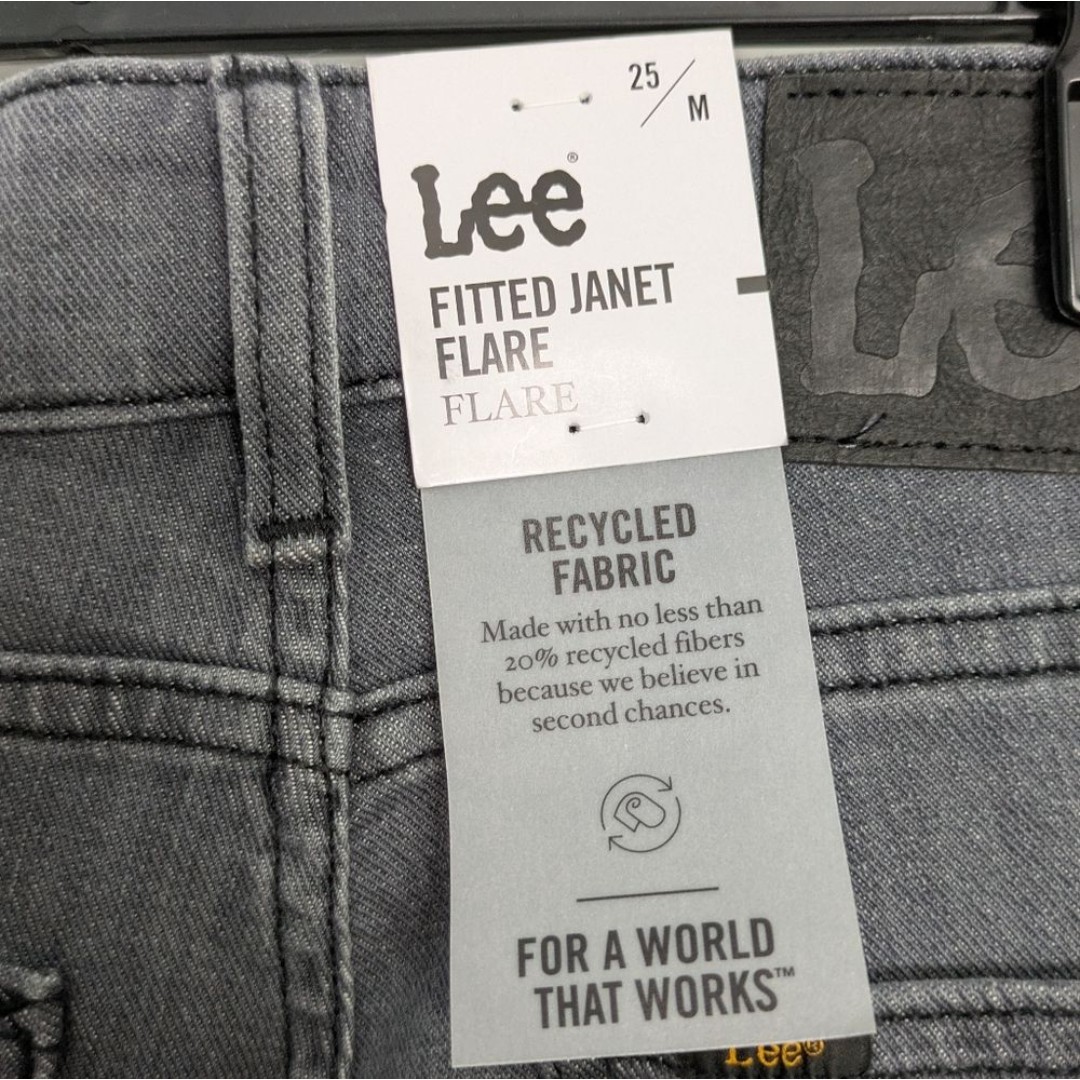 25 / M
Lee®
FITTED JANET
FLARE
FLARE
RECYCLED
FABRIC
Made with no less than
20% recycled fibers
because we believe in
second chances.
FOR A WORLD
THAT WORKS™
Lee
Lee®